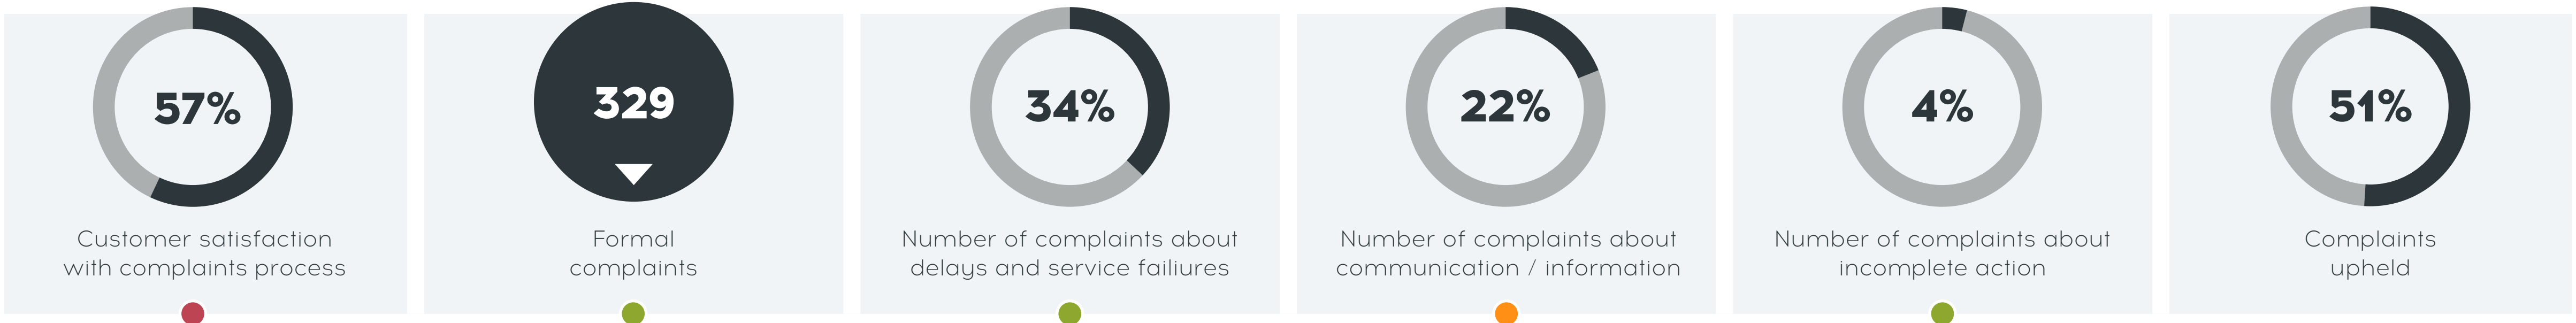 57%
Customer satisfaction
with complaints process
329
Formal
complaints
34%
Number of complaints about
delays and service failiures
22%
Number of complaints about
communication / information
4%
Number of complaints about
incomplete action
51%
Complaints
upheld